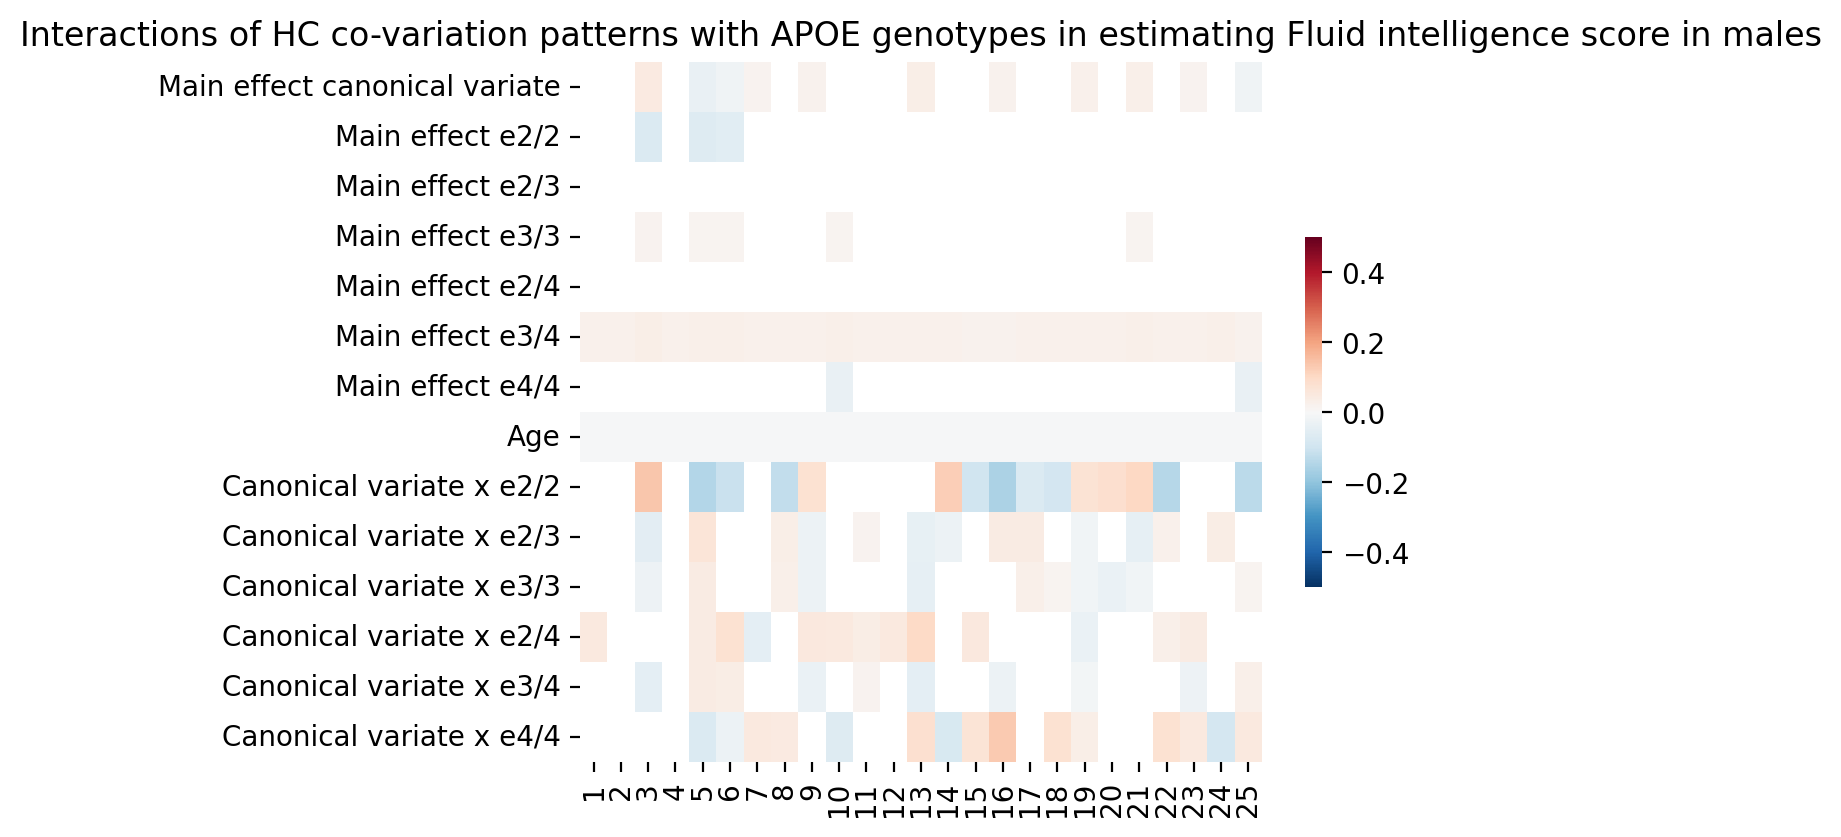 Interactions of HC co-variation patterns with APOE genotypes in estimating Fluid intelligence score in males
Main effect canonical variate
Main effect e2/2
Main effect e2/3
Main effect e3/3
Main effect e2/4
Main effect e3/4
Main effect e4/4
Age
Canonical variate x e2/2
Canonical variate x e2/3
Canonical variate x e3/3
Canonical variate x e2/4
Canonical variate x e3/4
Canonical variate x e4/4
1 2 3 4 5 6 7 8 9 10 11 12 13 14 15 16 17 18 19 20 21 22 23 24 25
0.4
0.2
0.0
−0.2
−0.4